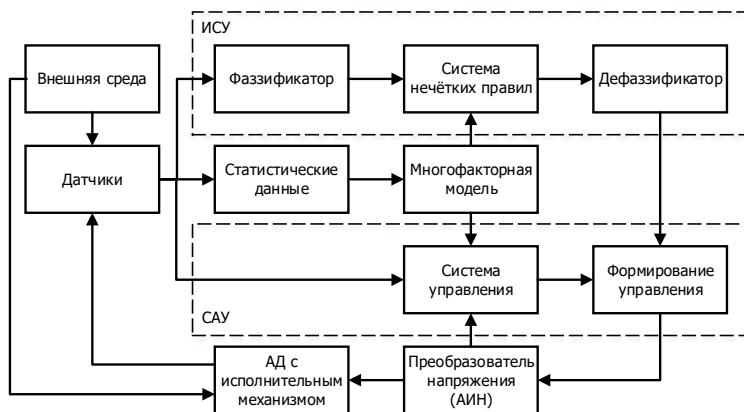 ИСУ
Внешняя среда
Фаззификатор
Система
нечётких правил
Дефаззификатор
Датчики
Статистические
данные
Многофакторная
модель
Система
управления
Формирование
управления
САУ
АД с
исполнительным
механизмом
Преобразователь
напряжения
(АИН)